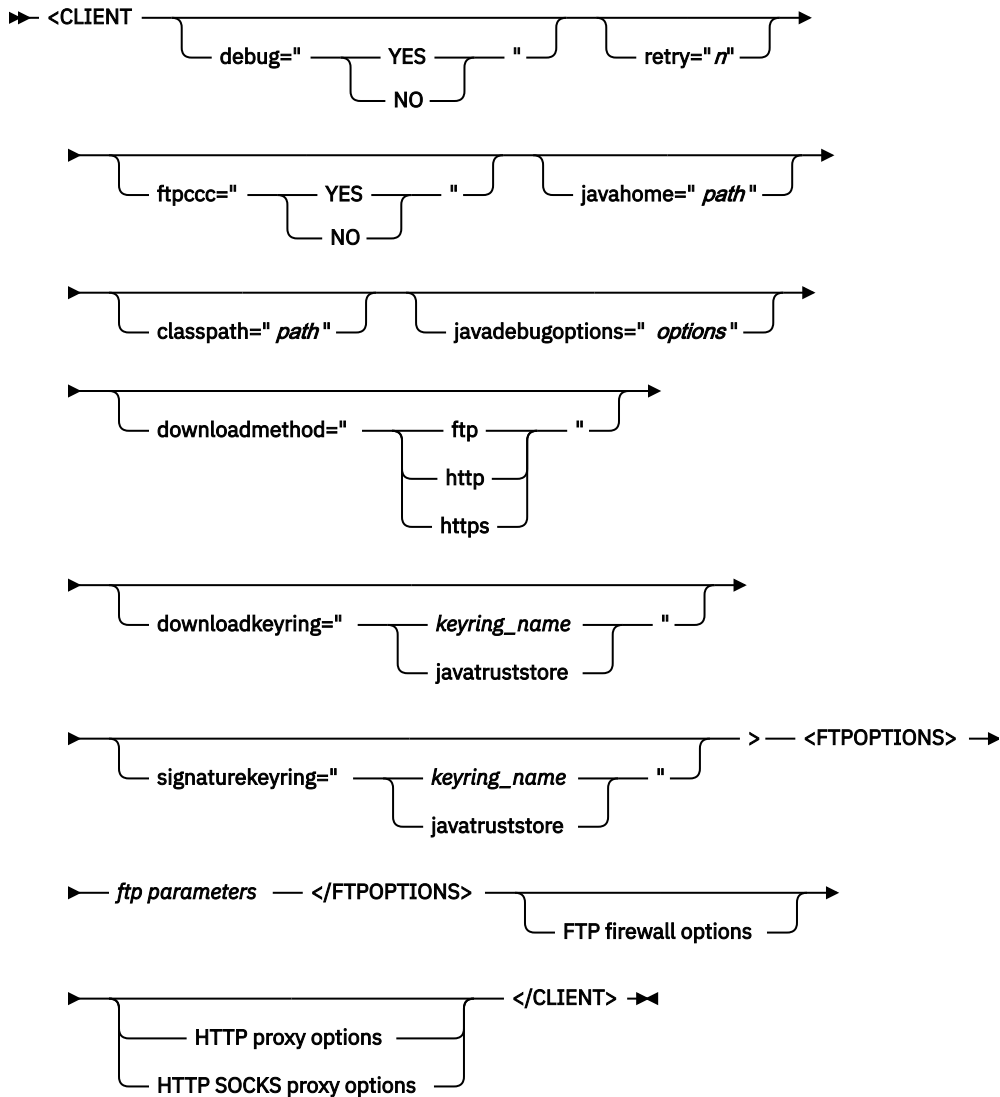 <CLIENT
debug=" YES "
NO
retry="n"
ftpccc=" YES "
NO
javahome=" path"
classpath=" path"
javadebugoptions=" options"
downloadmethod=" ftp "
http
https
downloadkeyring=" keyring_name "
javatruststore
signaturekeyring=" keyring_name "
javatruststore
> <FTPOPTIONS>
ftp parameters </FTPOPTIONS>
FTP firewall options
HTTP proxy options
HTTP SOCKS proxy options
</CLIENT>